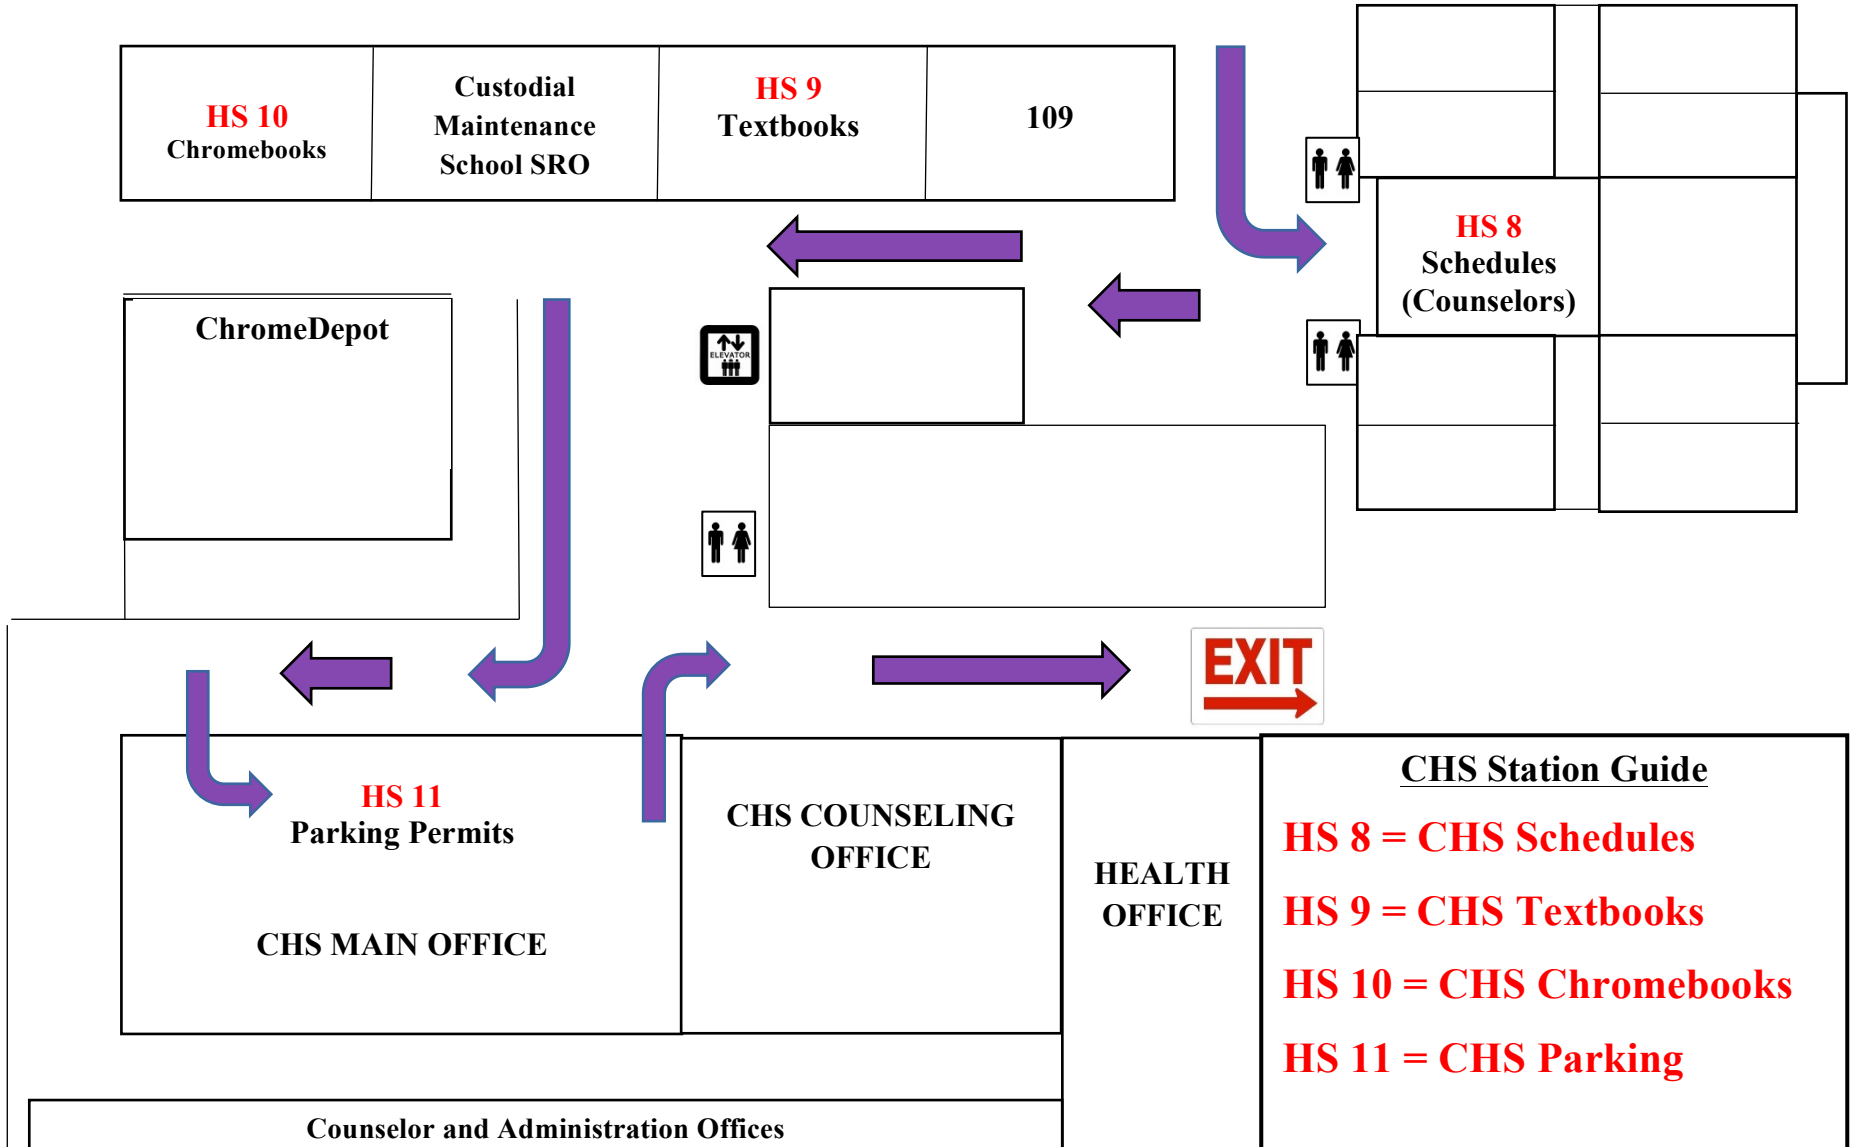 HS 10
Chromebooks
Custodial
Maintenance
School SRO
HS 9
Textbooks
109
HS 8
Schedules
(Counselors)
ChromeDepot
ELEVATOR
EXIT
HS 11
Parking Permits
CHS MAIN OFFICE
CHS COUNSELING
OFFICE
HEALTH
OFFICE
CHS Station Guide
HS 8 = CHS Schedules
HS 9 = CHS Textbooks
HS 10 = CHS Chromebooks
HS 11 = CHS Parking
Counselor and Administration Offices